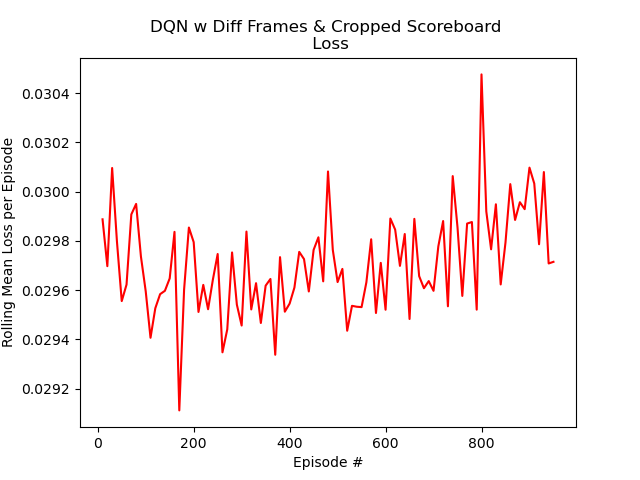 DQN w Diff Frames & Cropped Scoreboard
Loss
0.0304
0.0302
0.0300
0.0298
0.0296
0.0294
0.0292
Rolling Mean Loss per Episode
0 200 400 600 800
Episode #